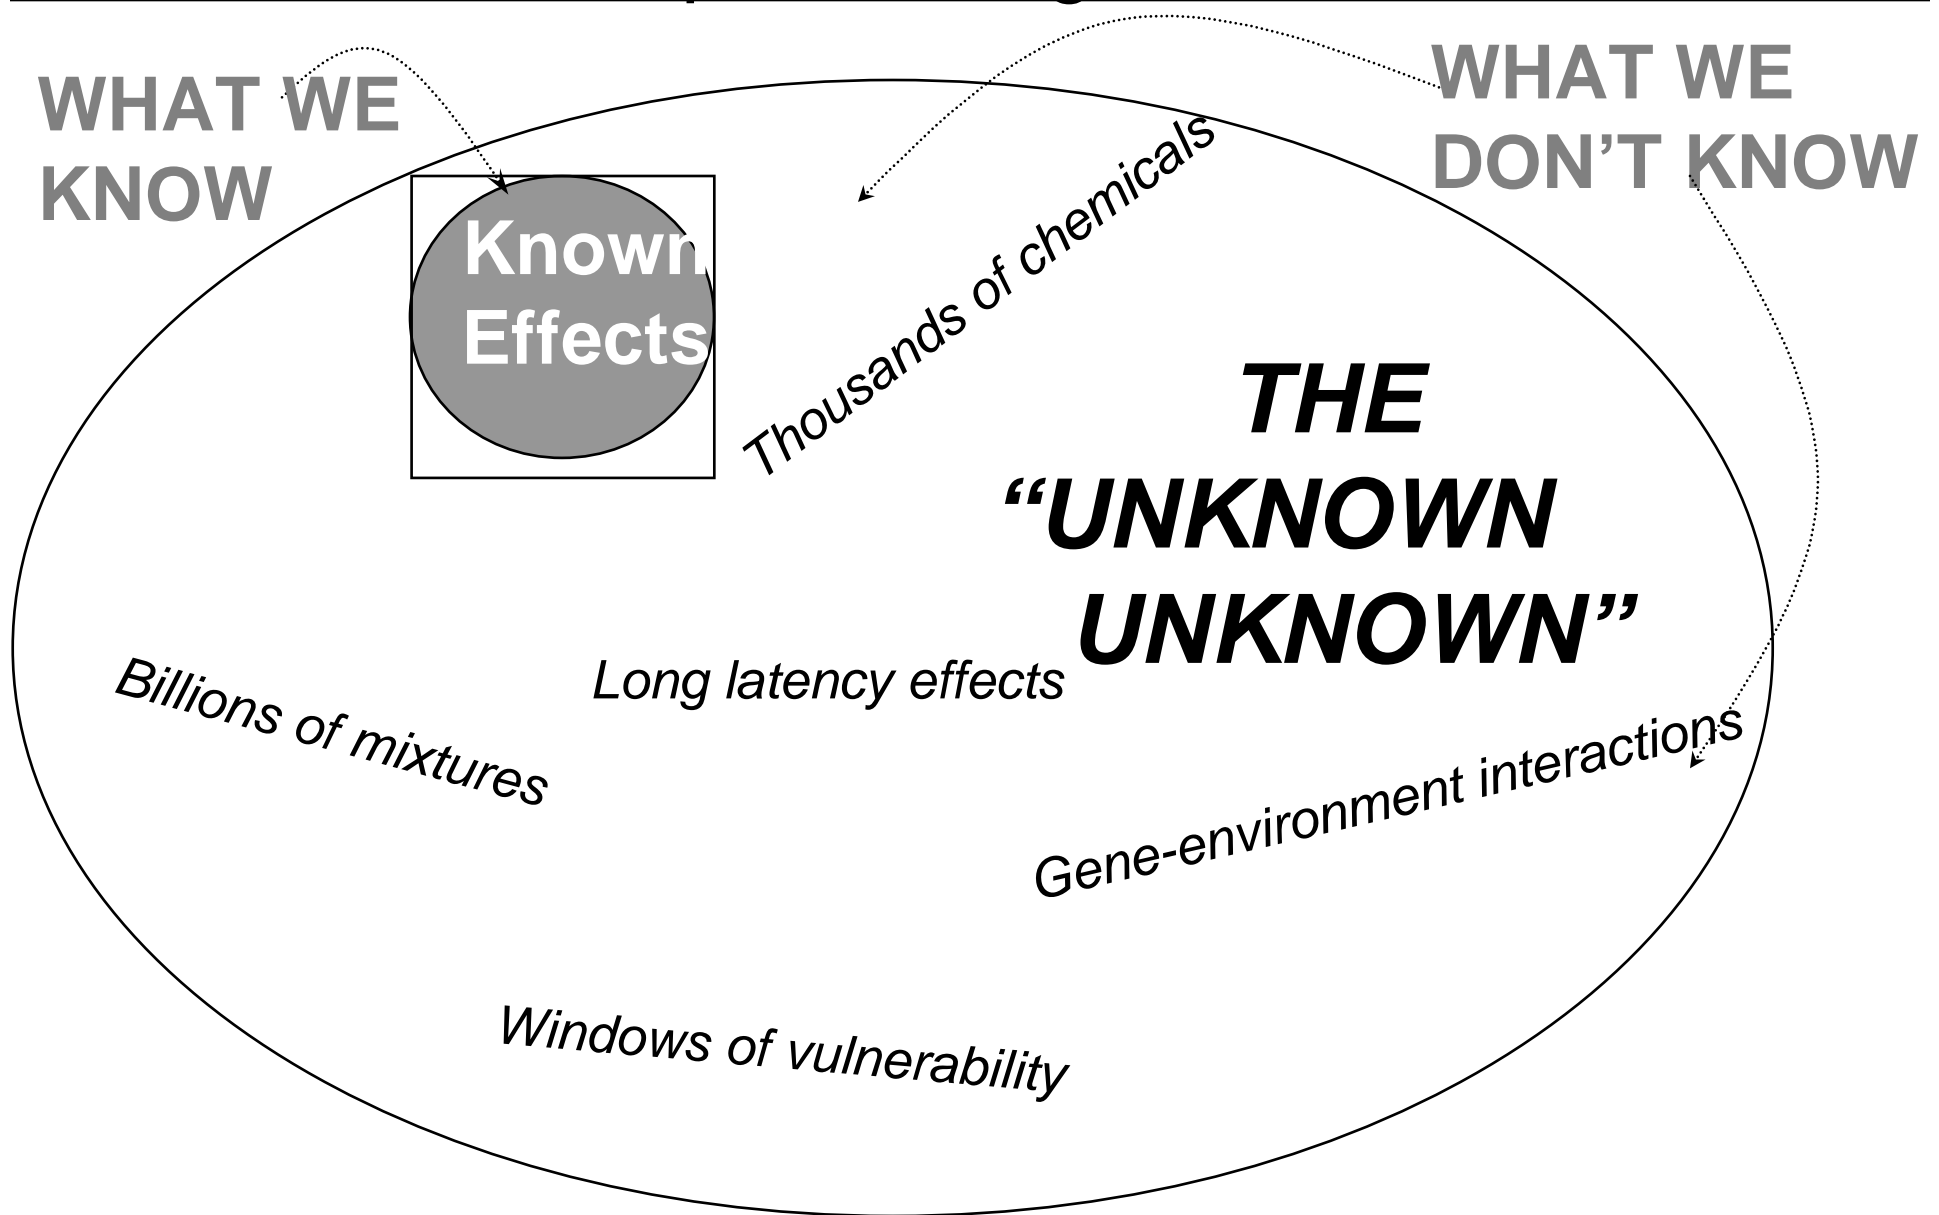 WHAT WE
KNOW
WHAT WE
DON’T KNOW
Known
Effects
Thousands of chemicals
THE
“UNKNOWN
UNKNOWN”
Long latency effects
Billions of mixtures
Gene-environment interactions
Windows of vulnerability